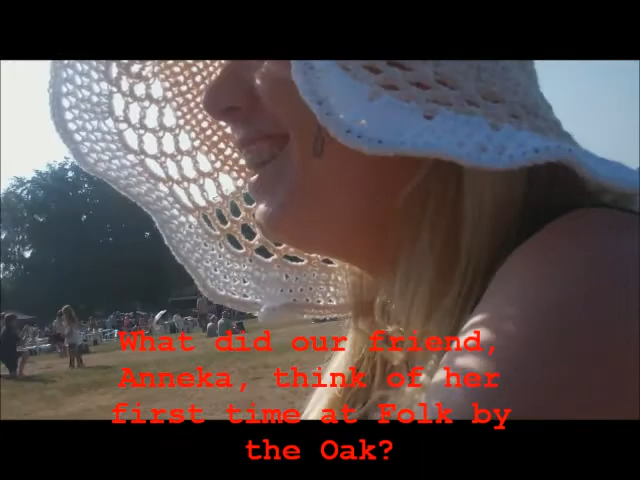 What did our friend,
Anneka, think of her
first time at Folk by
the Oak?